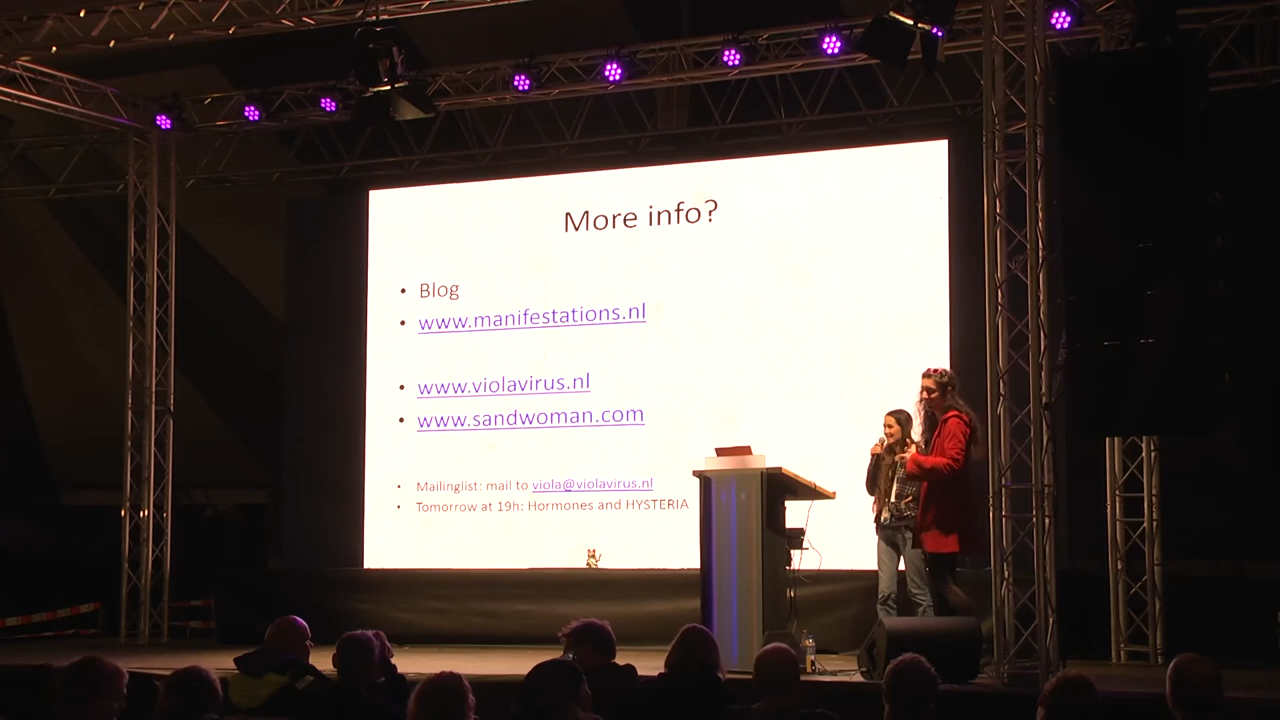 More info?
• Blog
• www.manifestations.nl
• www.violavirus.nl
• www.sandwoman.com
• Mailinglist: mail to viola@violavirus.nl
• Tomorrow at 19h: Hormones and HYSTERIA